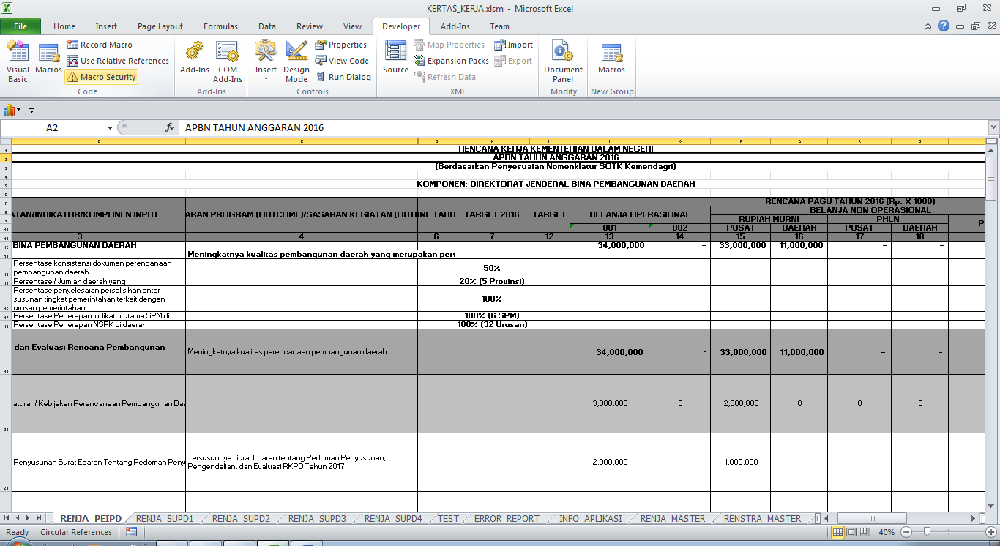 KERTAS_KERJA.xlsm - Microsoft Excel
File Home Insert Page Layout Formulas Data Review View Developer Add-Ins Team
Visual Basic
Macros
Record Macro
Use Relative References
Macro Security
Code
Add-Ins
COM Add-Ins
Add-Ins
Insert
Design Mode
Properties
View Code
Run Dialog
Controls
Source
Map Properties
Expansion Packs
Refresh Data
Import
Export
XML
Document Panel
Modify
Macros
New Group
A2 fx APBN TAHUN ANGGARAN 2016
RENCANA KERJA KEMENTERIAN DALAM NEGERI
APBN TAHUN ANGGARAN 2016
(Berdasarkan Penyesuaian Nomenklatur SOTK Kemendagri)
KOMPONEN: DIREKTORAT JENDERAL BINA PEMBANGUNAN DAERAH
RENCANA PAGU TAHUN 2016 (Rp. X 1000)
ATAN/INDIKATOR/KOMPONEN INPUT ARAN PROGRAM (OUTCOME)/SASARAN KEGIATAN (OUT INE TAHU TARGET 2016 TARGET BELANJA OPERASIONAL BELANJA NON OPERASIONAL
RUPIAH MURNI PHLN
001 002 PUSAT DAERAH PUSAT DAERAH
3 4 6 7 12 13 14 15 16 17 18
BINA PEMBANGUNAN DAERAH 34,000,000 - 33,000,000 11,000,000 - -
Meningkatnya kualitas pembangunan daerah yang merupakan per
Persentase konsistensi dokumen perencanaan
pembangunan daerah 50%
Persentase / Jumlah daerah yang 20% (5 Provinsi)
Persentase penyelesaian perselisihan antar
susunan tingkat pemerintahan terkait dengan 100%
urusan pemerintahan
Persentase Penerapan indikator utama SPM di 100% (6 SPM)
Persentase Penerapan NSPK di daerah 100% (32 Urusan)
dan Evaluasi Rencana Pembangunan Meningkatnya kualitas perencanaan pembangunan daerah 34,000,000 - 33,000,000 11,000,000 - -
raturan/ Kebijakan Perencanaan Pembangunan Dae 3,000,000 0 2,000,000 0 0 0
Penyusunan Surat Edaran Tentang Pedoman Peny Tersusunnya Surat Edaran tentang Pedoman Penyusunan, 2,000,000 1,000,000
Pengendalian, dan Evaluasi RKPD Tahun 2017
RENJA_PEIPD RENJA_SUPD1 RENJA_SUPD2 RENJA_SUPD3 RENJA_SUPD4 TEST ERROR_REPORT INFO_APLIKASI RENJA_MASTER RENSTRA_MASTER
Ready Circular References 40%